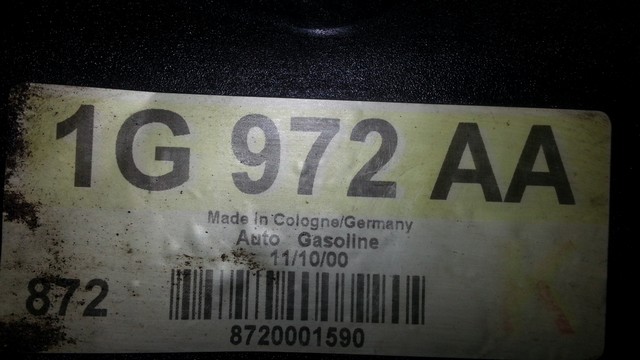 1G 972 AA
Made in Cologne/Germany
Auto Gasoline
11/10/00
872
8720001590